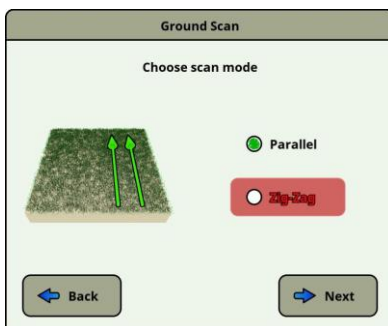 Ground Scan
Choose scan mode
Parallel
Zig-Zag
Back
Next